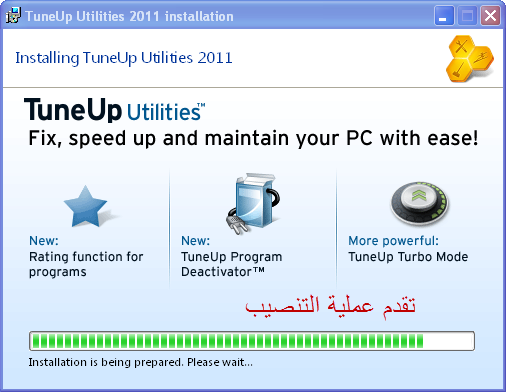 TuneUp Utilities 2011 installation
Installing TuneUp Utilities 2011
TuneUp Utilities™
Fix, speed up and maintain your PC with ease!
New:
Rating function for
programs
New:
TuneUp Program
Deactivator™
More powerful:
TuneUp Turbo Mode
تقدم عملية التنصيب
Installation is being prepared. Please wait...